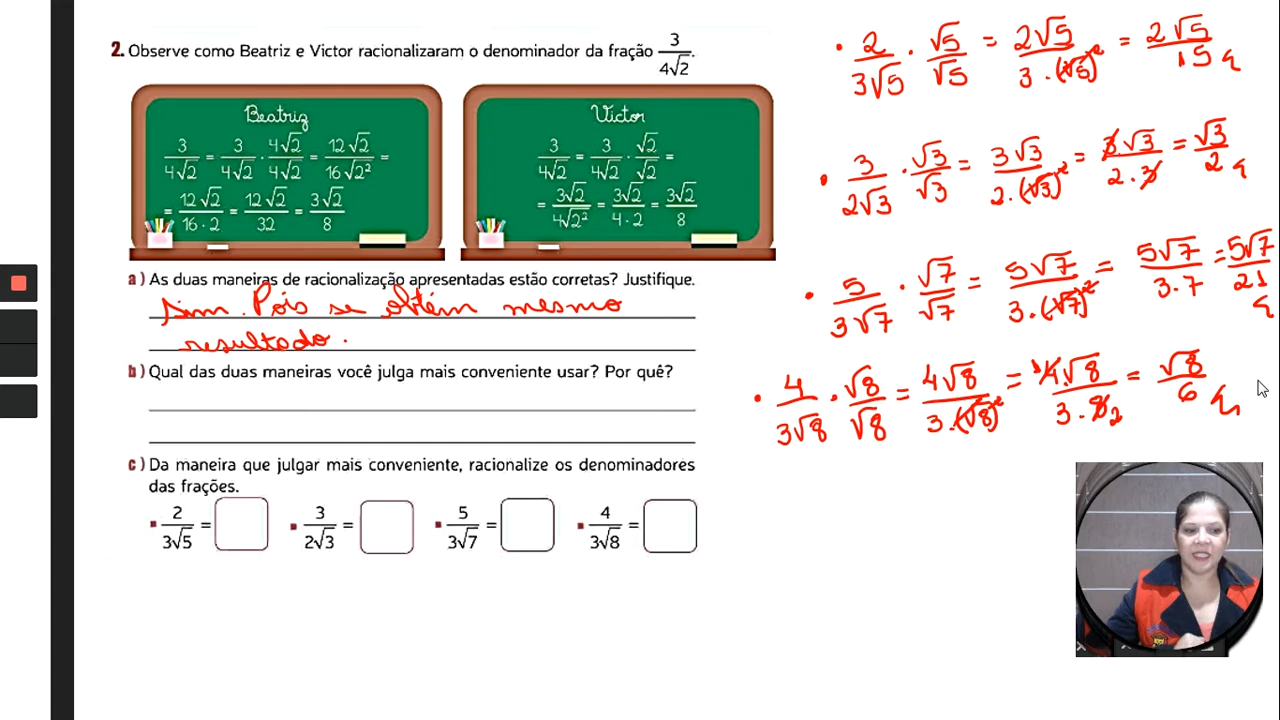 2. Observe como Beatriz e Victor racionalizaram o denominador da fração 3/4√2.
Beatriz
3/4√2 = 3/4√2 · 4√2/4√2 = 12√2/16√2² =
= 12√2/16 · 2 = 12√2/32 = 3√2/8
Victor
3/4√2 = 3/4√2 · √2/√2 =
= 3√2/4√2² = 3√2/4 · 2 = 3√2/8
a) As duas maneiras de racionalização apresentadas estão corretas? Justifique.
Sim. Pois se obtém mesmo
resultado.
b) Qual das duas maneiras você julga mais conveniente usar? Por quê?
c) Da maneira que julgar mais conveniente, racionalize os denominadores
das frações.
▪ 2/3√5 = ▪ 3/2√3 = ▪ 5/3√7 = ▪ 4/3√8 =
• 2/3√5 · √5/√5 = 2√5/3·(√5)² = 2√5/15
• 3/2√3 · √3/√3 = 3√3/2·(√3)² = 3√3/2·3 = √3/2
• 5/3√7 · √7/√7 = 5√7/3·(√7)² = 5√7/3.7 = 5√7/21
• 4/3√8 · √8/√8 = 4√8/3·(√8)² = ¹4·√8/3·8₂ = √8/6